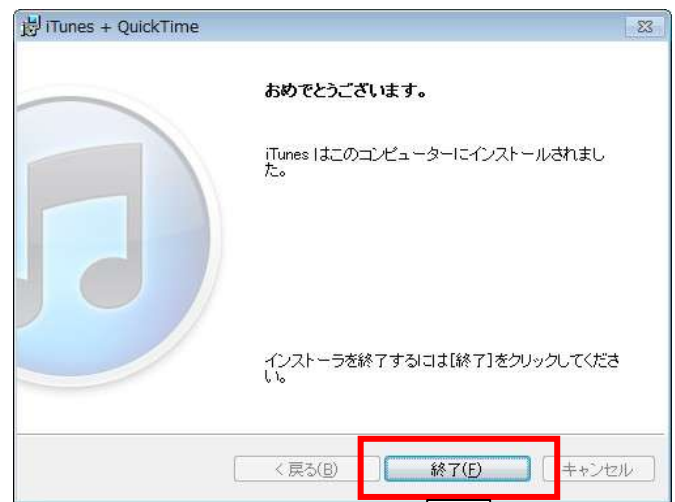 iTunes + QuickTime
おめでとうございます。
iTunes はこのコンピューターにインストールされまし
た。
インストーラを終了するには[終了]をクリックしてくださ
い。
< 戻る(B)
終了(F)
キャンセル